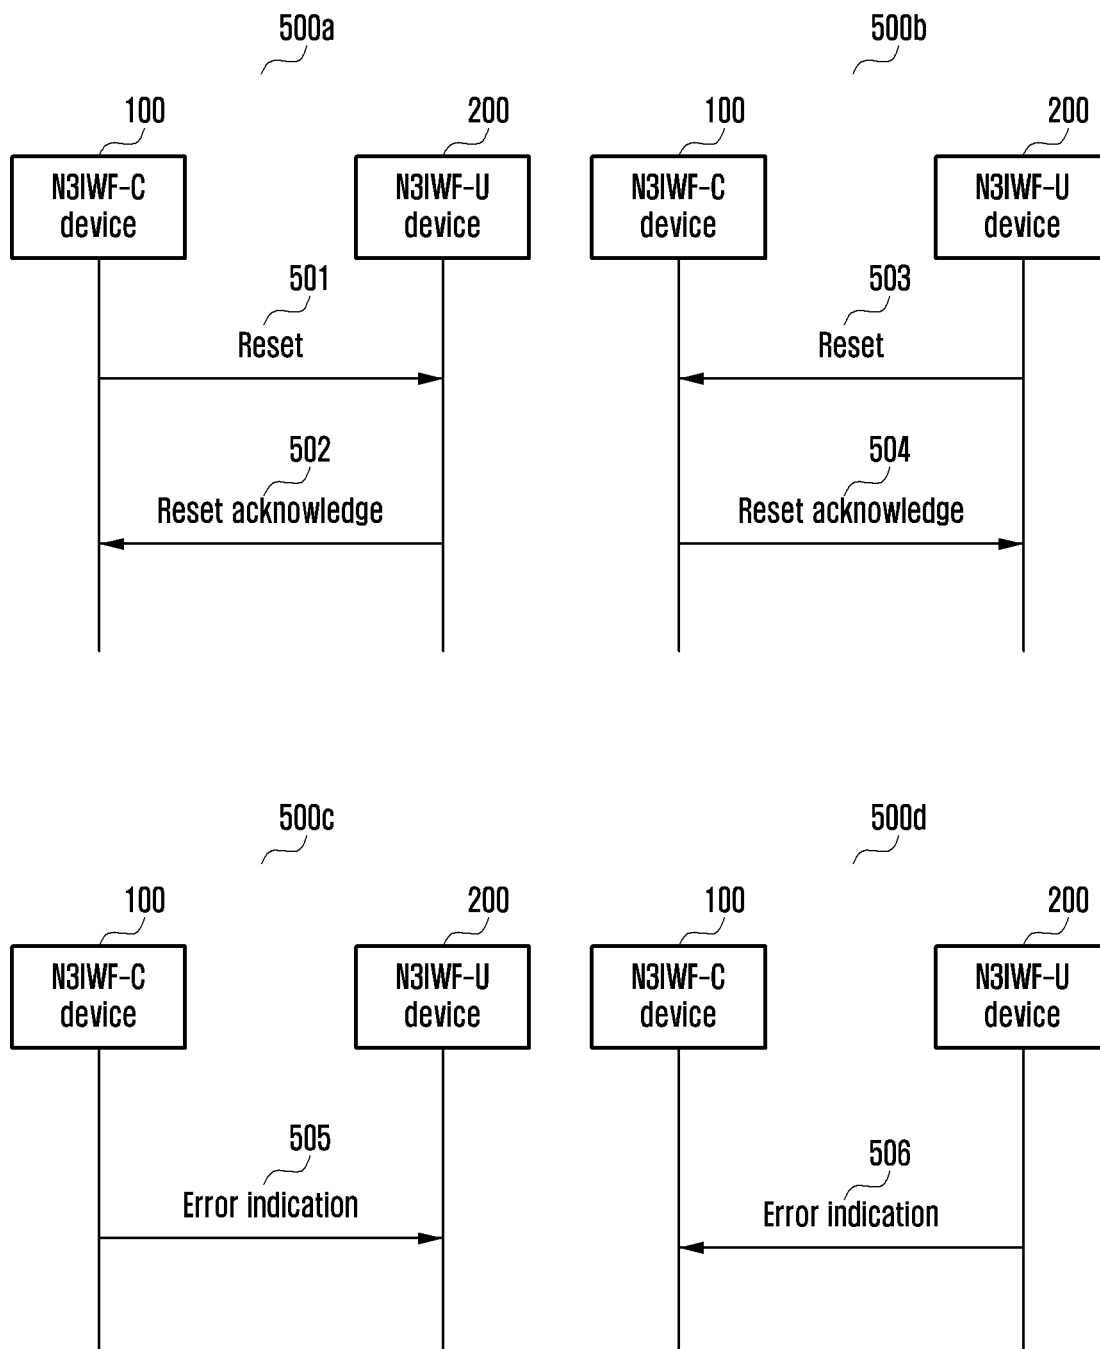 500a
500b
100
200
100
200
N3IWF-C
device
N3IWF-U
device
N3IWF-C
device
N3IWF-U
device
501
503
Reset
Reset
502
504
Reset acknowledge
Reset acknowledge
500c
500d
100
200
100
200
N3IWF-C
device
N3IWF-U
device
N3IWF-C
device
N3IWF-U
device
505
506
Error indication
Error indication